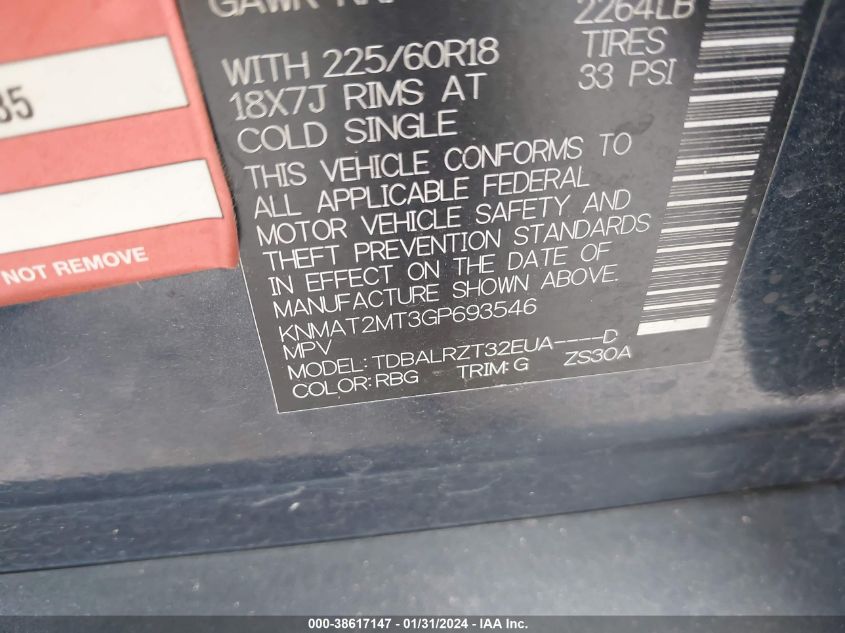 2264LB
WITH 225/60R18 TIRES
18X7J RIMS AT 33 PSI
COLD SINGLE
THIS VEHICLE CONFORMS TO
ALL APPLICABLE FEDERAL
MOTOR VEHICLE SAFETY AND
THEFT PREVENTION STANDARDS
IN EFFECT ON THE DATE OF
MANUFACTURE SHOWN ABOVE.
KNMAT2MT3GP693546
MPV
MODEL: TDBALRZT32EUA----D
COLOR:RBG TRIM:G ZS30A
35
NOT REMOVE
000-38617147 - 01/31/2024 - IAA Inc.